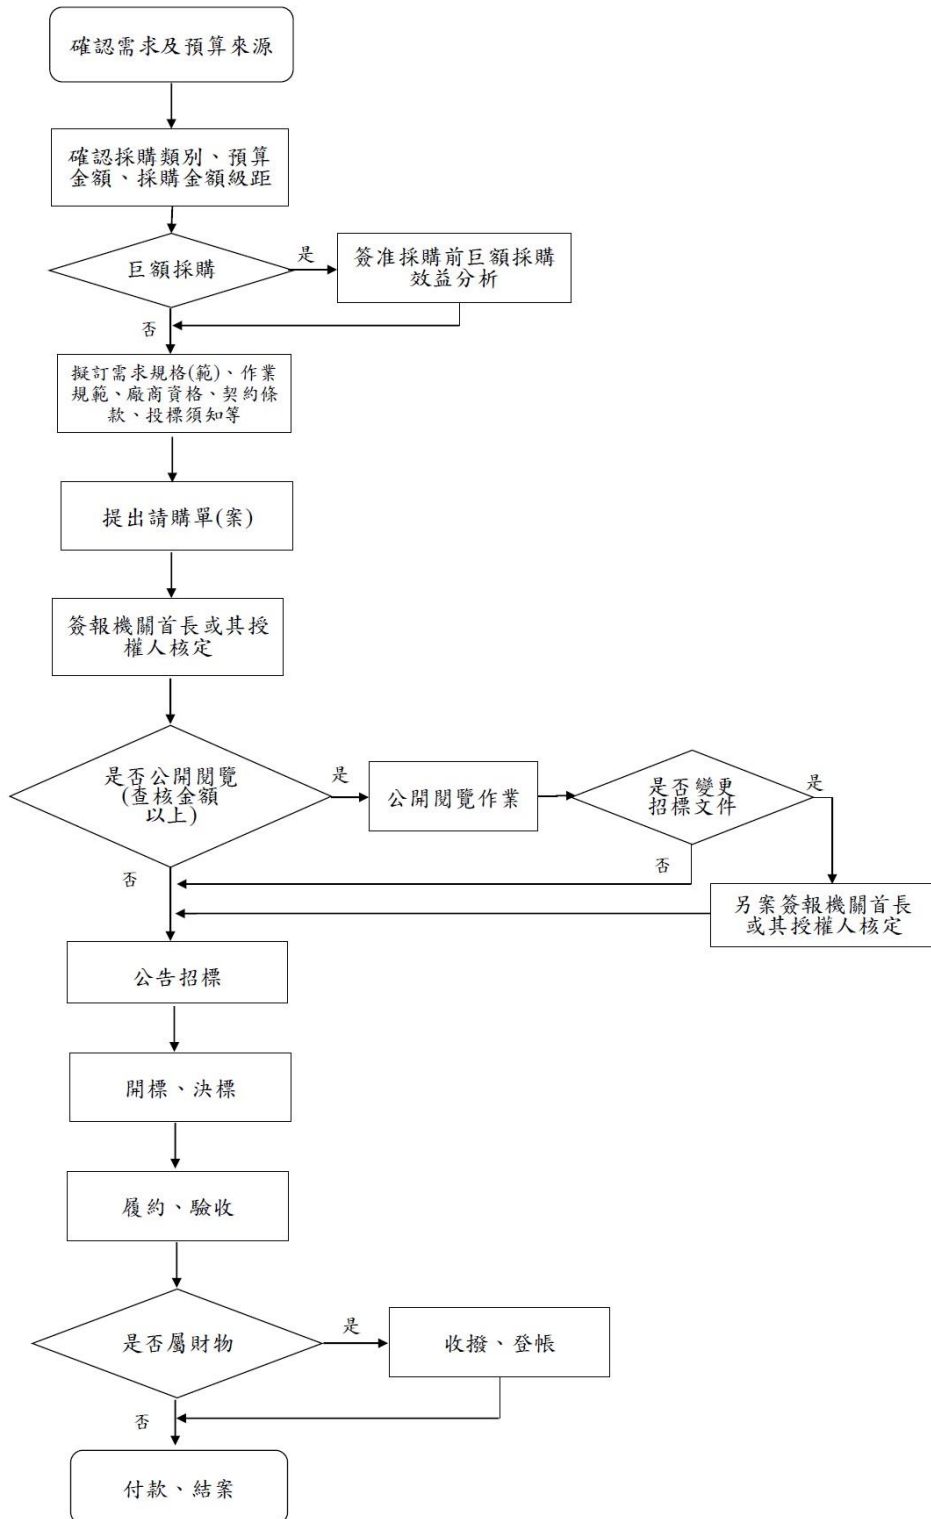 確認需求及預算來源
確認採購類別、預算
金額、採購金額級距
巨額採購
是
簽准採購前巨額採購
效益分析
否
擬訂需求規格(範)、作業
規範、廠商資格、契約條
款、投標須知等
提出請購單(案)
簽報機關首長或其授
權人核定
是否公開閱覽
(查核金額
以上)
是
公開閱覽作業
是否變更
招標文件
是
否
否
另案簽報機關首長
或其授權人核定
公告招標
開標、決標
履約、驗收
是否屬財物
是
收撥、登帳
否
付款、結案